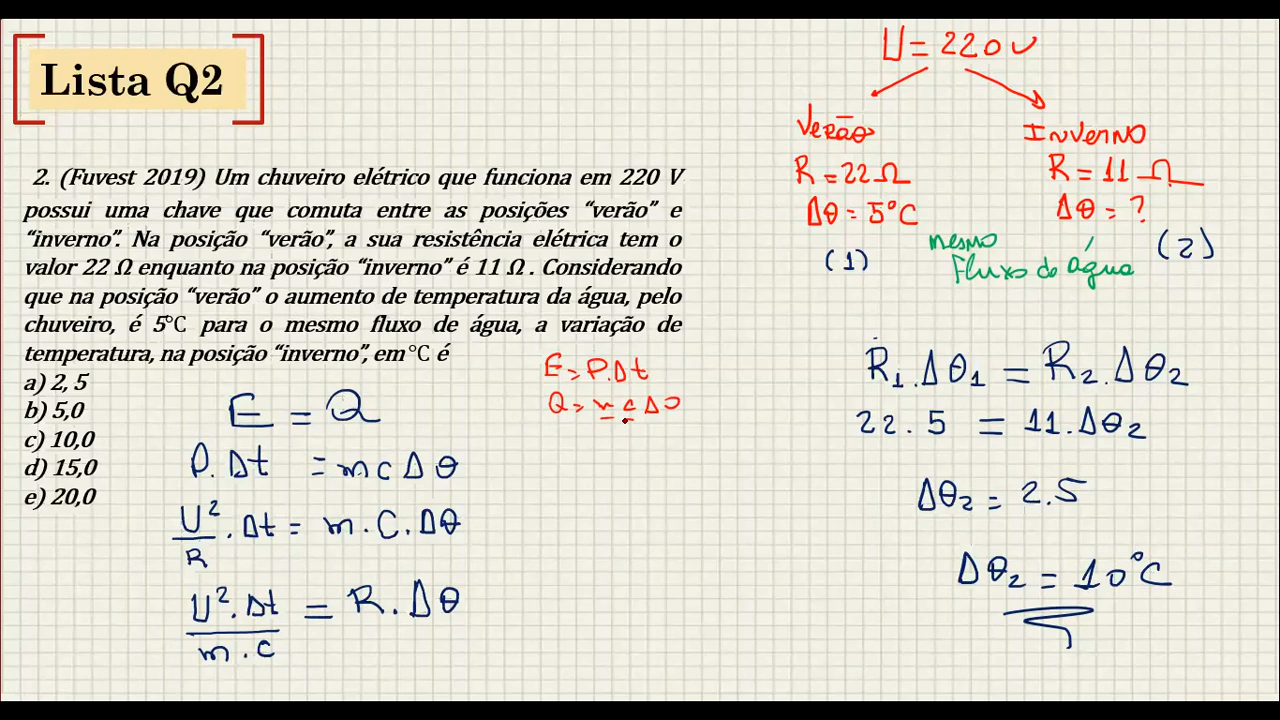 Lista Q2
2. (Fuvest 2019) Um chuveiro elétrico que funciona em 220 V
possui uma chave que comuta entre as posições “verão” e
“inverno”. Na posição “verão”, a sua resistência elétrica tem o
valor 22 Ω enquanto na posição “inverno” é 11 Ω . Considerando
que na posição “verão” o aumento de temperatura da água, pelo
chuveiro, é 5°C para o mesmo fluxo de água, a variação de
temperatura, na posição “inverno”, em °C é
a) 2, 5
b) 5,0
c) 10,0
d) 15,0
e) 20,0
E = P.Δt
Q = m c Δθ
E = Q
P.Δt = m c Δθ
U²/R . Δt = m.C.Δθ
U².Δt/m.c = R.Δθ
U = 220 V
Verão
R = 22 Ω
Δθ = 5°C
(1)
Inverno
R = 11 Ω
Δθ = ?
(2)
mesmo
Fluxo de água
R₁.Δθ₁ = R₂.Δθ₂
22.5 = 11.Δθ₂
Δθ₂ = 2.5
Δθ₂ = 10°C